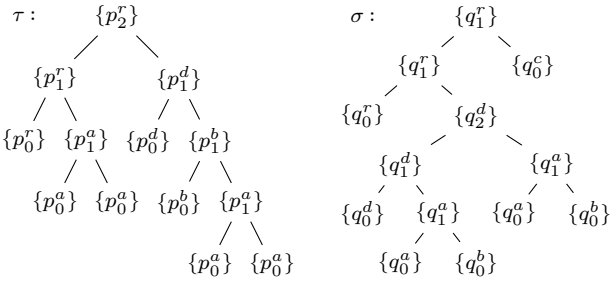 τ : {p_2^r} σ : {q_1^r}
{p_1^r} {p_1^d} {q_1^r} {q_0^c}
{p_0^r} {p_1^a} {p_0^d} {p_1^b} {q_0^r} {q_2^d}
{q_1^d} {q_1^a}
{p_0^a} {p_0^a} {p_0^b} {p_1^a} {q_0^d} {q_1^a} {q_0^a} {q_0^b}
{p_0^a} {p_0^a} {q_0^a} {q_0^b}